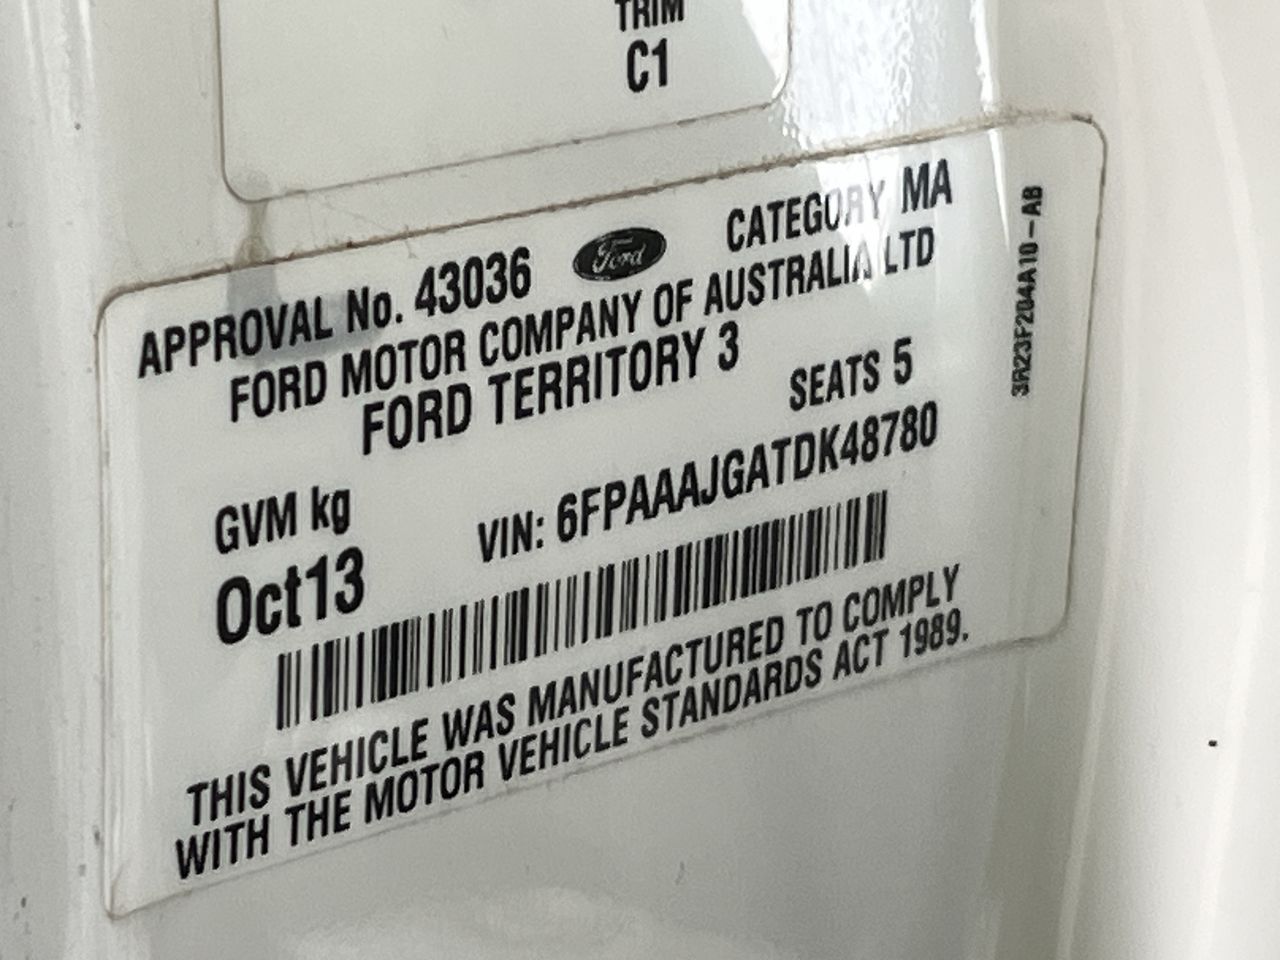 TRIM
C1
APPROVAL No. 43036 Ford CATEGORY MA
FORD MOTOR COMPANY OF AUSTRALIA LTD
FORD TERRITORY 3
SEATS 5
GVM kg
Oct13
VIN: 6FPAAAJGATDK48780
THIS VEHICLE WAS MANUFACTURED TO COMPLY
WITH THE MOTOR VEHICLE STANDARDS ACT 1989.
3R23F204A10-AB